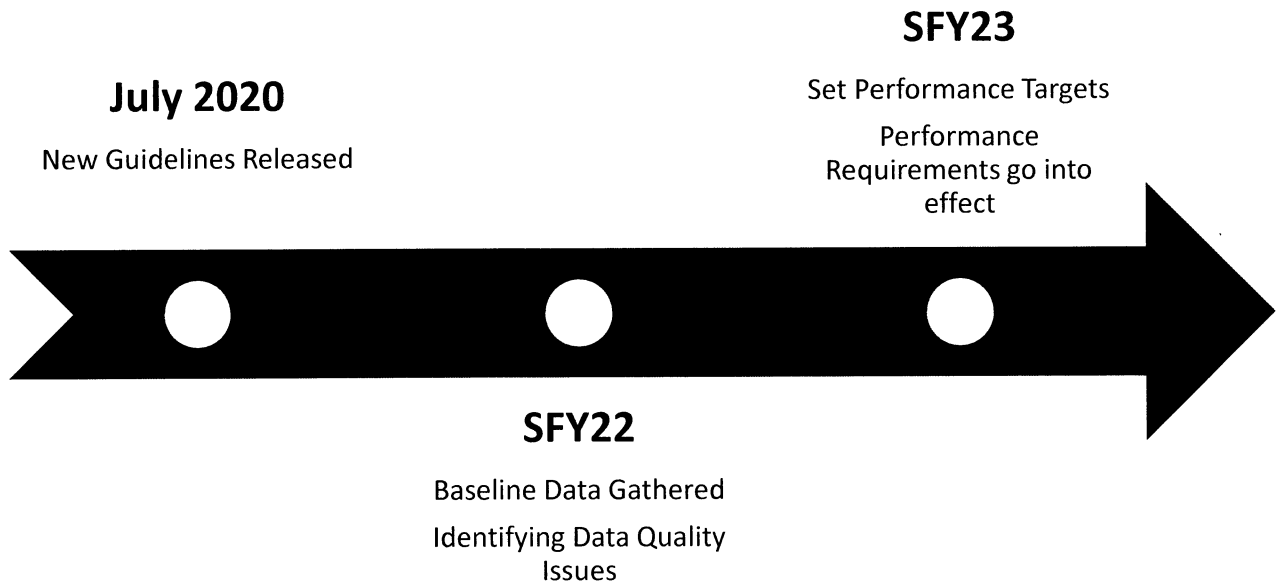 July 2020
New Guidelines Released
SFY22
Baseline Data Gathered
Identifying Data Quality
Issues
SFY23
Set Performance Targets
Performance
Requirements go into
effect